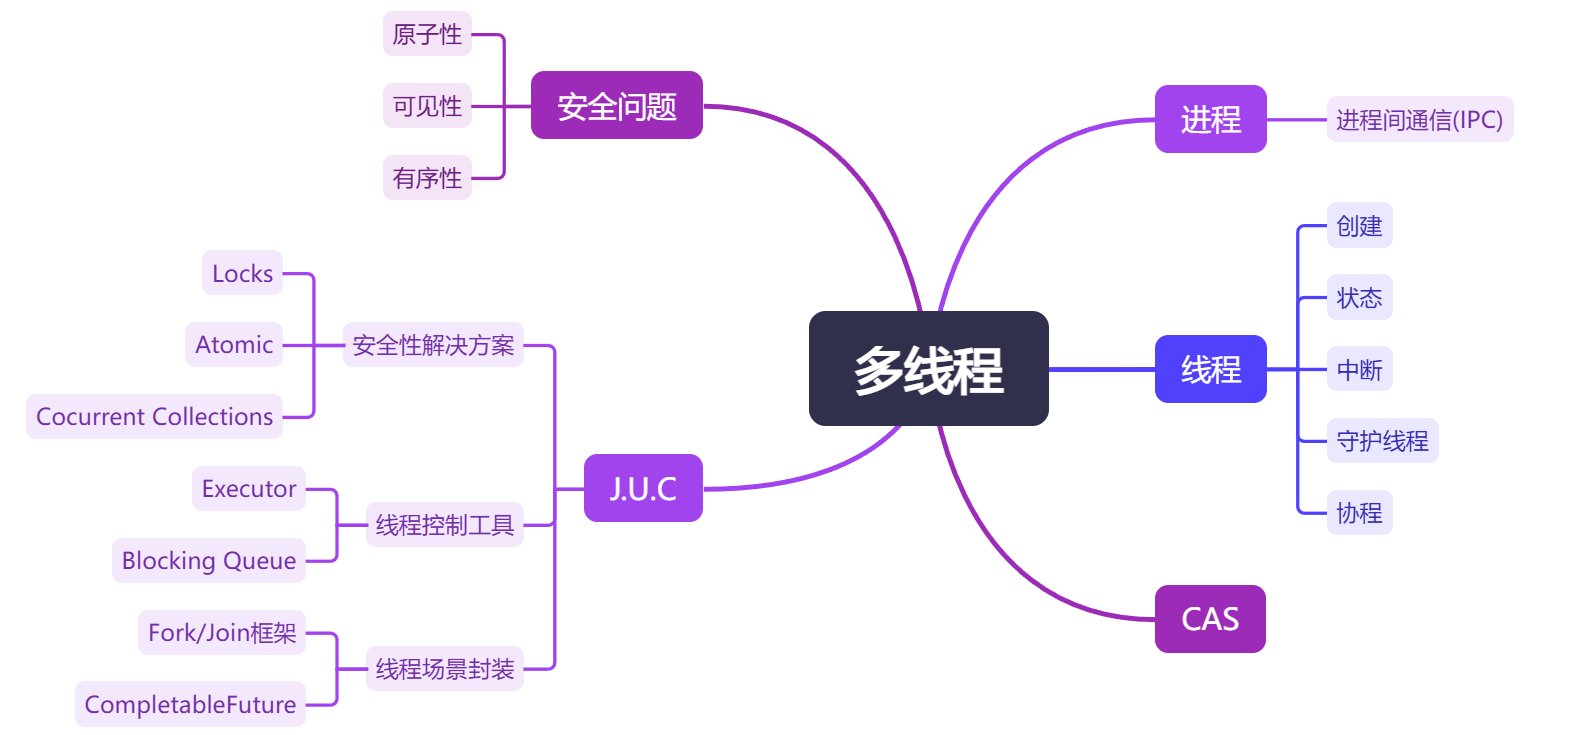 多线程
进程
进程间通信(IPC)
线程
创建
状态
中断
守护线程
协程
CAS
安全问题
原子性
可见性
有序性
J.U.C
安全性解决方案
Locks
Atomic
Cocurrent Collections
线程控制工具
Executor
Blocking Queue
线程场景封装
Fork/Join框架
CompletableFuture